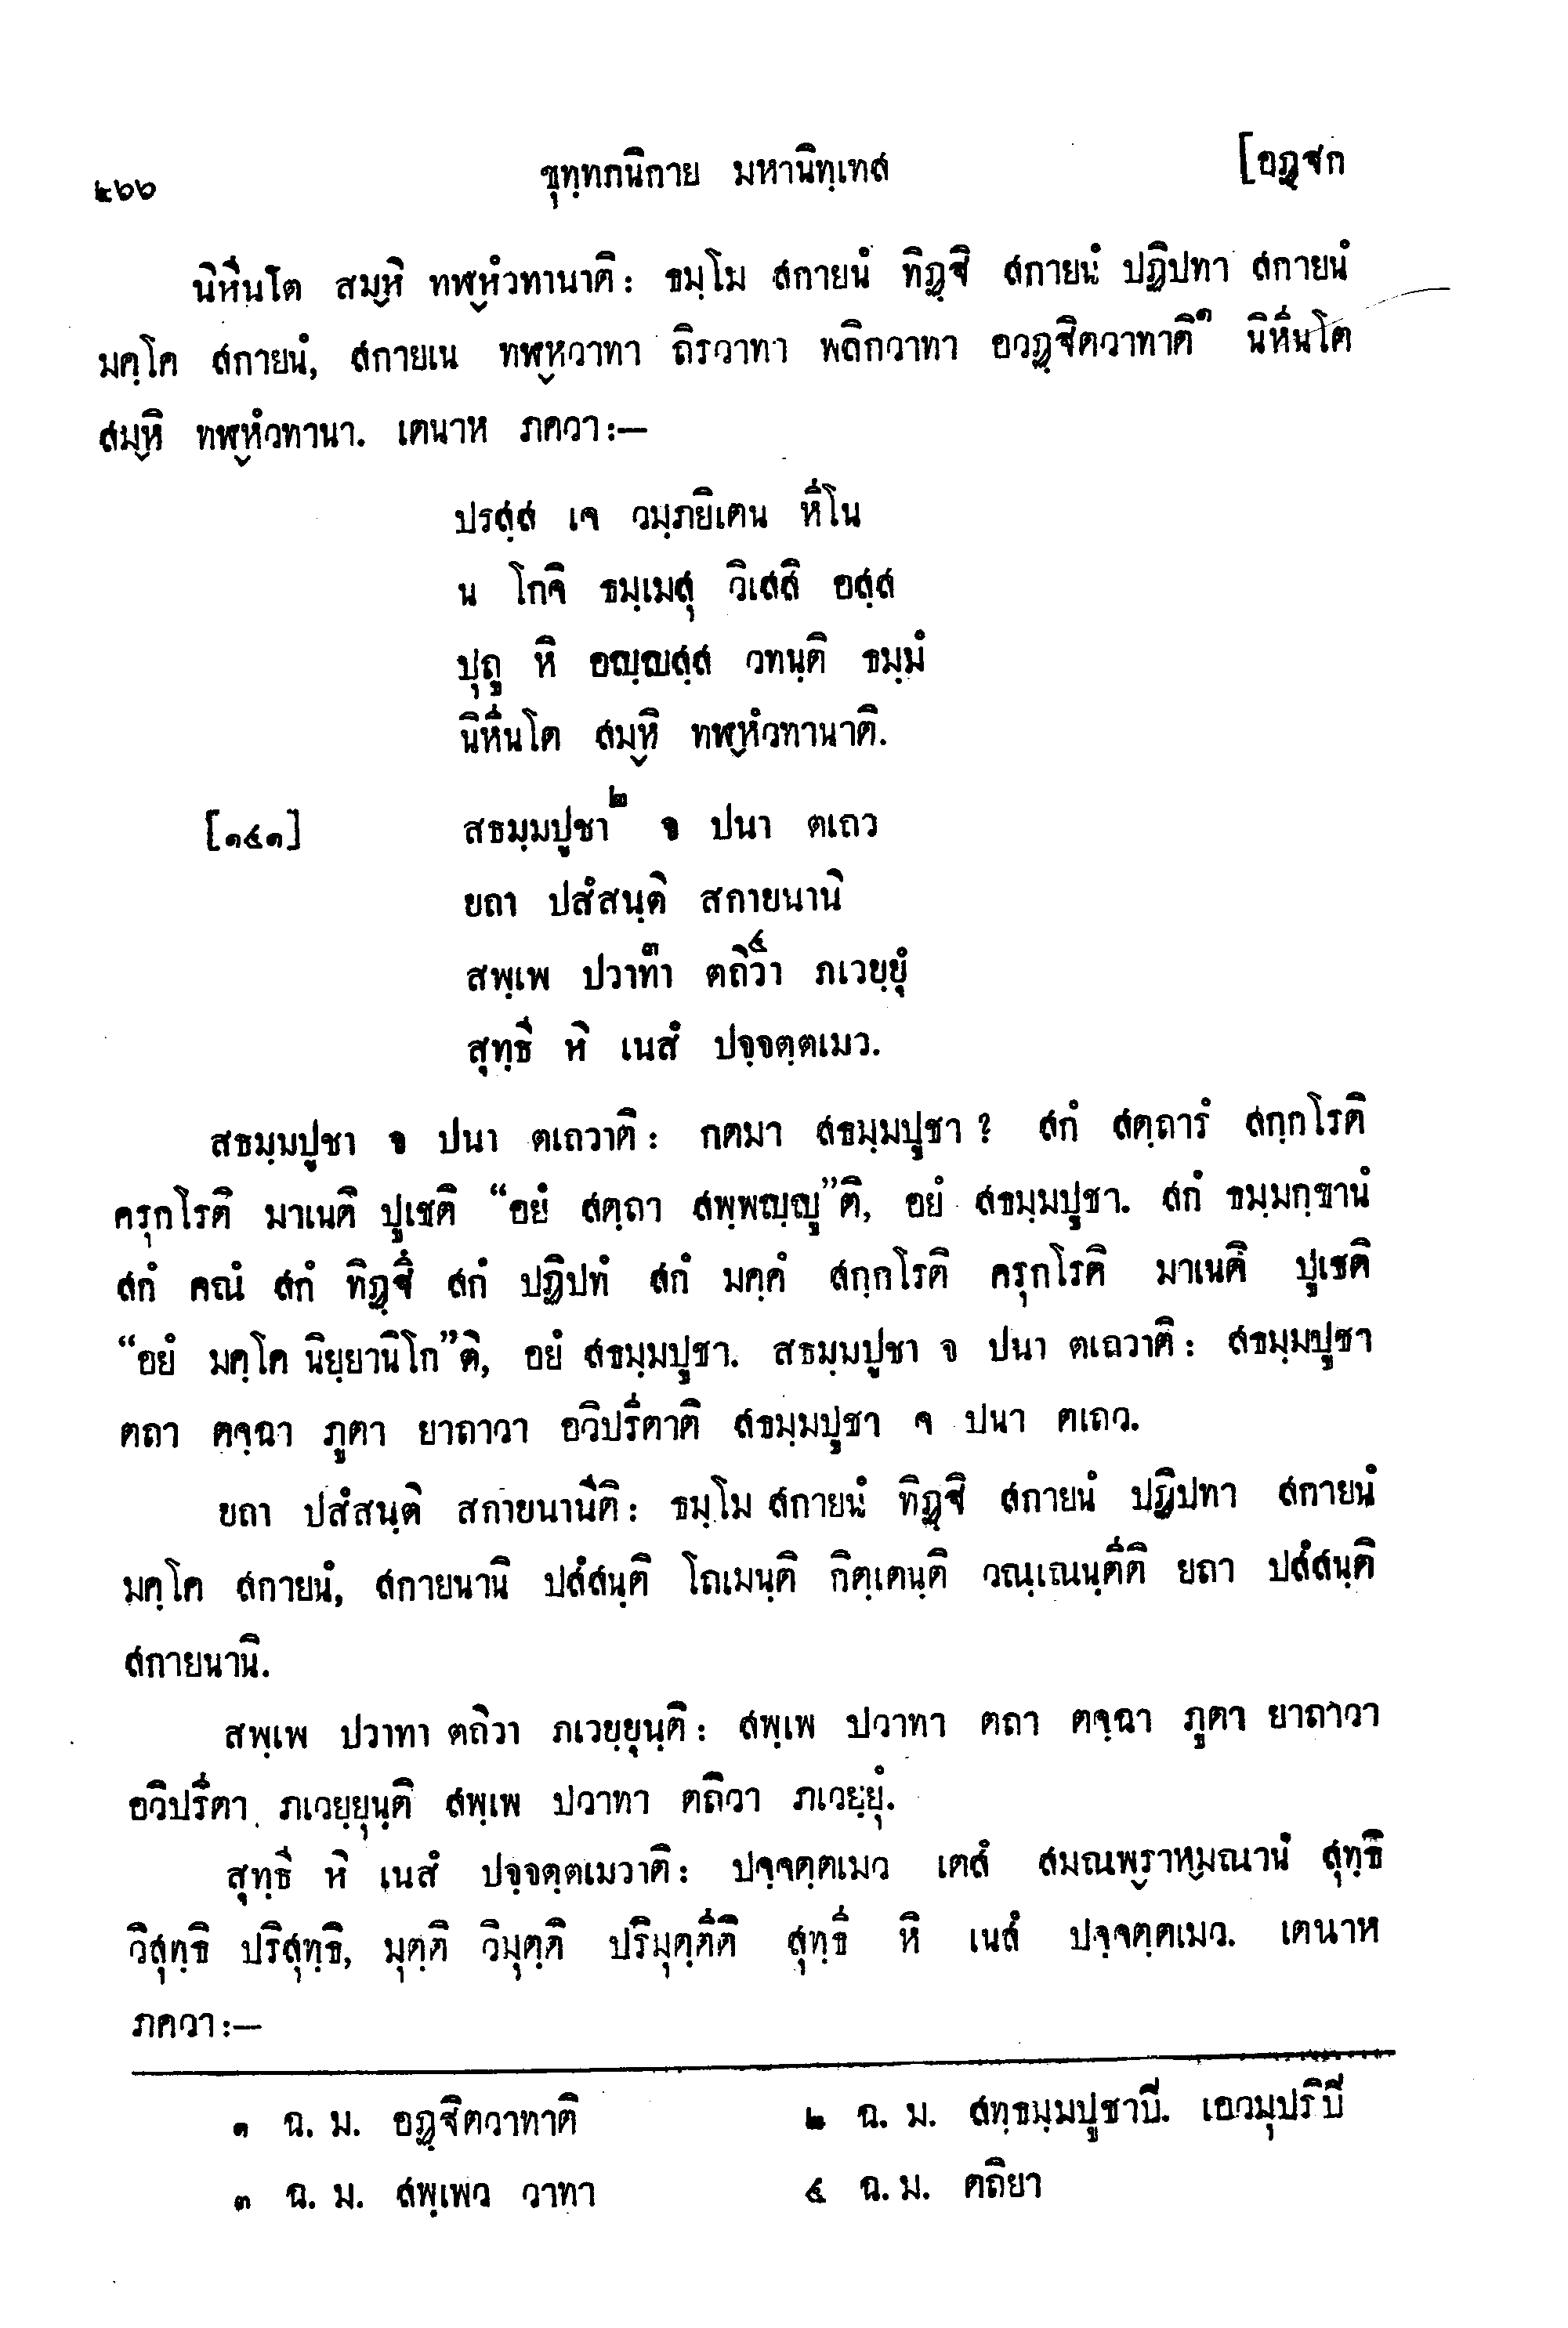 ๒๖๖ ขุทฺทกนิกาย มหานิทฺเทส [อฏฺฐก
นิหีนโต สมฺหิ ทฬฺหํวทานาติ: ธมฺโม สกายนํ ทิฏฺฐิ สกายนํ ปฏิปทา สกายนํ
มคฺโค สกายนํ, สกายเน ทฬฺหวาทา ถิรวาทา พลิกวาทา อวฏฺฐิตวาทาติ๑ นิหีนโต
สมฺหิ ทฬฺหํวทานา. เตนาห ภควา:—
ปรสฺส เจ วมฺภยิเตน หีโน
น โกจิ ธมฺเมสุ วิเสสิ อสฺส
ปุถู หิ อญฺญสฺส วทนฺติ ธมฺมํ
นิหีนโต สมฺหิ ทฬฺหํวทานาติ.
[๑๔๑] สธมฺมปูชา๒ จ ปนา ตเถว
ยถา ปสํสนฺติ สกายนานิ
สพฺเพ ปวาทา๓ ตถิวา๔ ภเวยฺยุํ
สุทฺธี หิ เนสํ ปจฺจตฺตเมว.
สธมฺมปูชา จ ปนา ตเถวาติ: กตมา สธมฺมปูชา? สกํ สตฺถารํ สกฺกโรติ
ครุกโรติ มาเนติ ปูเชติ “อยํ สตฺถา สพฺพญฺญู”ติ, อยํ สธมฺมปูชา. สกํ ธมฺมกฺขานํ
สกํ คณํ สกํ ทิฏฺฐึ สกํ ปฏิปทํ สกํ มคฺคํ สกฺกโรติ ครุกโรติ มาเนติ ปูเชติ
“อยํ มคฺโค นิยฺยานิโก”ติ, อยํ สธมฺมปูชา. สธมฺมปูชา จ ปนา ตเถวาติ: สธมฺมปูชา
ตถา ตจฺฉา ภูตา ยาถาวา อวิปรีตาติ สธมฺมปูชา จ ปนา ตเถว.
ยถา ปสํสนฺติ สกายนานีติ: ธมฺโม สกายนํ ทิฏฺฐิ สกายนํ ปฏิปทา สกายนํ
มคฺโค สกายนํ, สกายนานิ ปสํสนฺติ โถเมนฺติ กิตฺเตนฺติ วณฺเณนฺตีติ ยถา ปสํสนฺติ
สกายนานิ.
สพฺเพ ปวาทา ตถิวา ภเวยฺยุนฺติ: สพฺเพ ปวาทา ตถา ตจฺฉา ภูตา ยาถาวา
อวิปรีตา ภเวยฺยุนฺติ สพฺเพ ปวาทา ตถิวา ภเวยฺยุํ.
สุทฺธี หิ เนสํ ปจฺจตฺตเมวาติ: ปจฺจตฺตเมว เตสํ สมณพฺราหฺมณานํ สุทฺธิ
วิสุทฺธิ ปริสุทฺธิ, มุตฺติ วิมุตฺติ ปริมุตฺตีติ สุทฺธี หิ เนสํ ปจฺจตฺตเมว. เตนาห
ภควา:—
๑ ฉ. ม. อฏฺฐิตวาทาติ ๒ ฉ. ม. สทฺธมฺมปูชาปี. เอวมุปริปี
๓ ฉ. ม. สพฺเพว วาทา ๔ ฉ. ม. ตถิยา